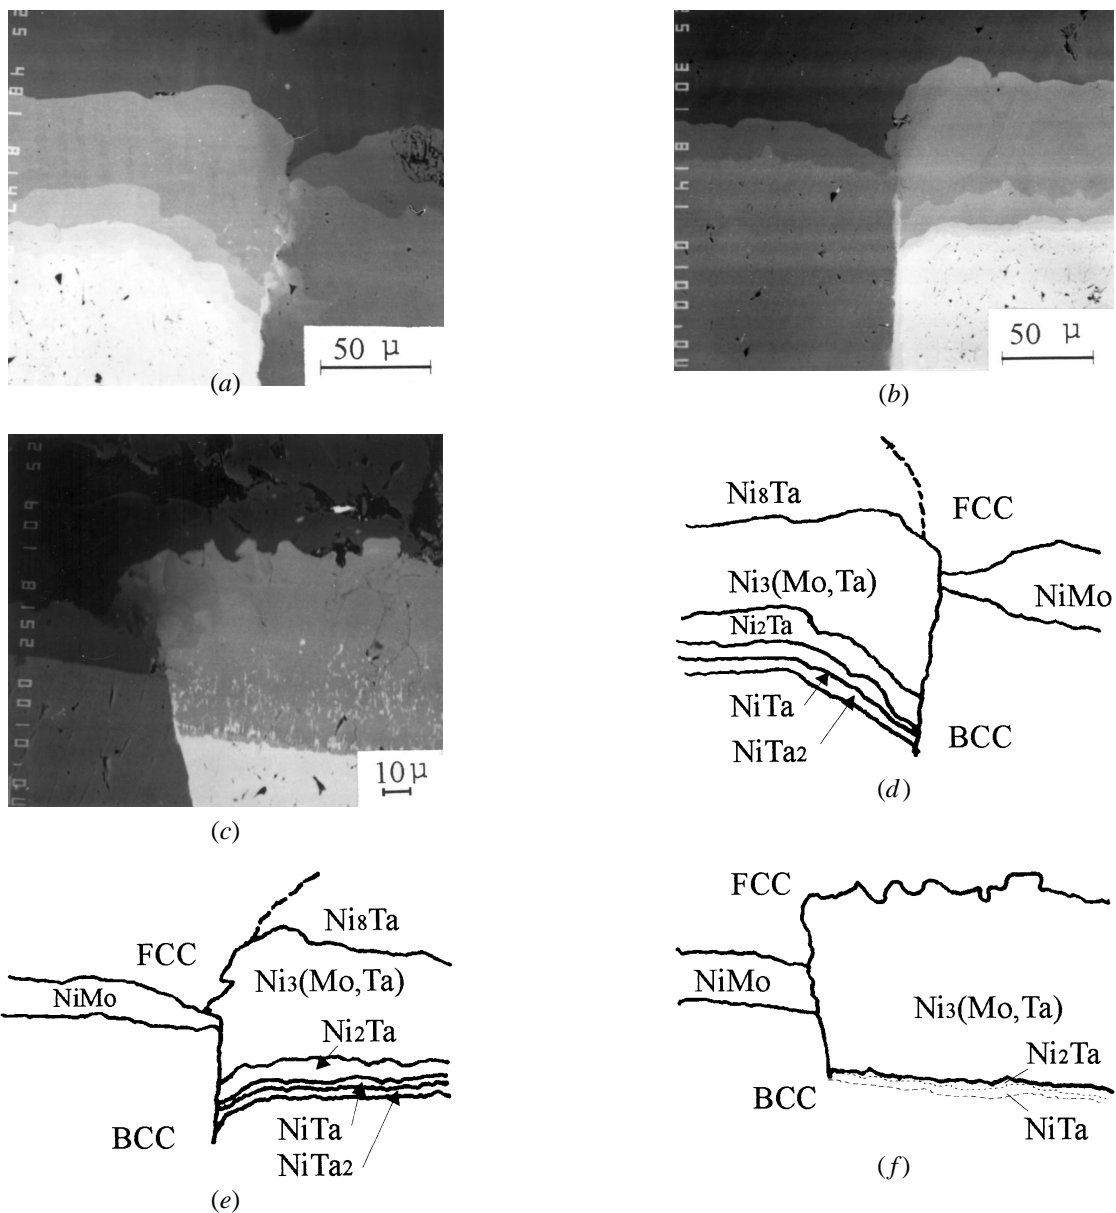 50 μ
(a)
50 μ
(b)
10 μ
(c)
Ni8Ta
FCC
Ni3(Mo,Ta)
NiMo
Ni2Ta
NiTa
NiTa2
BCC
(d)
FCC
Ni8Ta
NiMo
Ni3(Mo,Ta)
Ni2Ta
BCC
NiTa
NiTa2
(e)
FCC
NiMo
Ni3(Mo,Ta)
Ni2Ta
BCC
NiTa
(f)